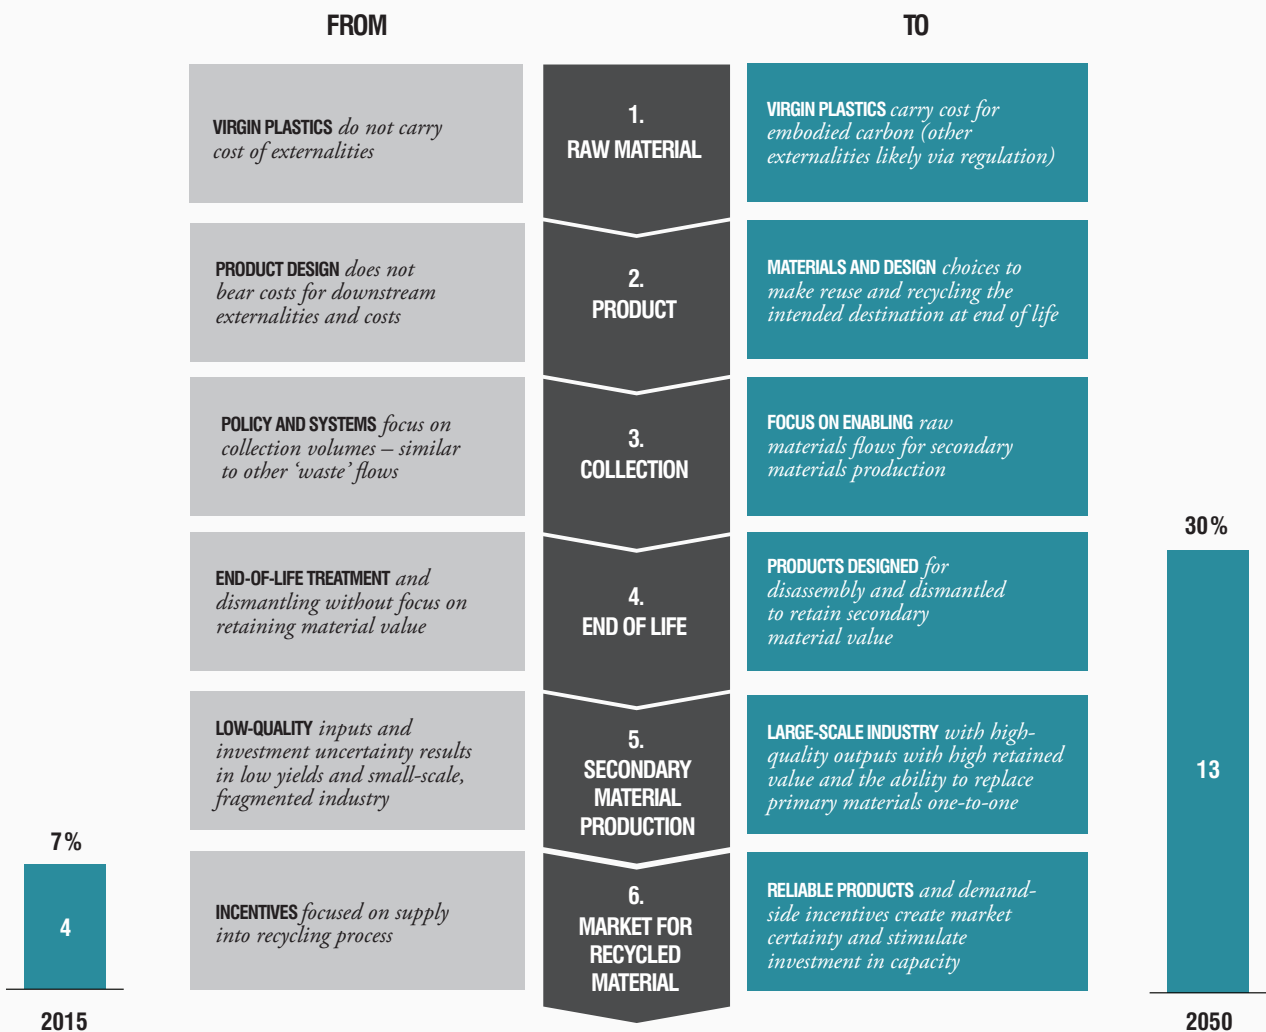 FROM
TO
VIRGIN PLASTICS do not carry
cost of externalities
1.
RAW MATERIAL
VIRGIN PLASTICS carry cost for
embodied carbon (other
externalities likely via regulation)
PRODUCT DESIGN does not
bear costs for downstream
externalities and costs
2.
PRODUCT
MATERIALS AND DESIGN choices to
make reuse and recycling the
intended destination at end of life
POLICY AND SYSTEMS focus on
collection volumes – similar
to other ‘waste’ flows
3.
COLLECTION
FOCUS ON ENABLING raw
materials flows for secondary
materials production
END-OF-LIFE TREATMENT and
dismantling without focus on
retaining material value
4.
END OF LIFE
PRODUCTS DESIGNED for
disassembly and dismantled
to retain secondary
material value
LOW-QUALITY inputs and
investment uncertainty results
in low yields and small-scale,
fragmented industry
5.
SECONDARY
MATERIAL
PRODUCTION
LARGE-SCALE INDUSTRY with high-
quality outputs with high retained
value and the ability to replace
primary materials one-to-one
INCENTIVES focused on supply
into recycling process
6.
MARKET FOR
RECYCLED
MATERIAL
RELIABLE PRODUCTS and demand-
side incentives create market
certainty and stimulate
investment in capacity
7%
4
2015
30%
13
2050